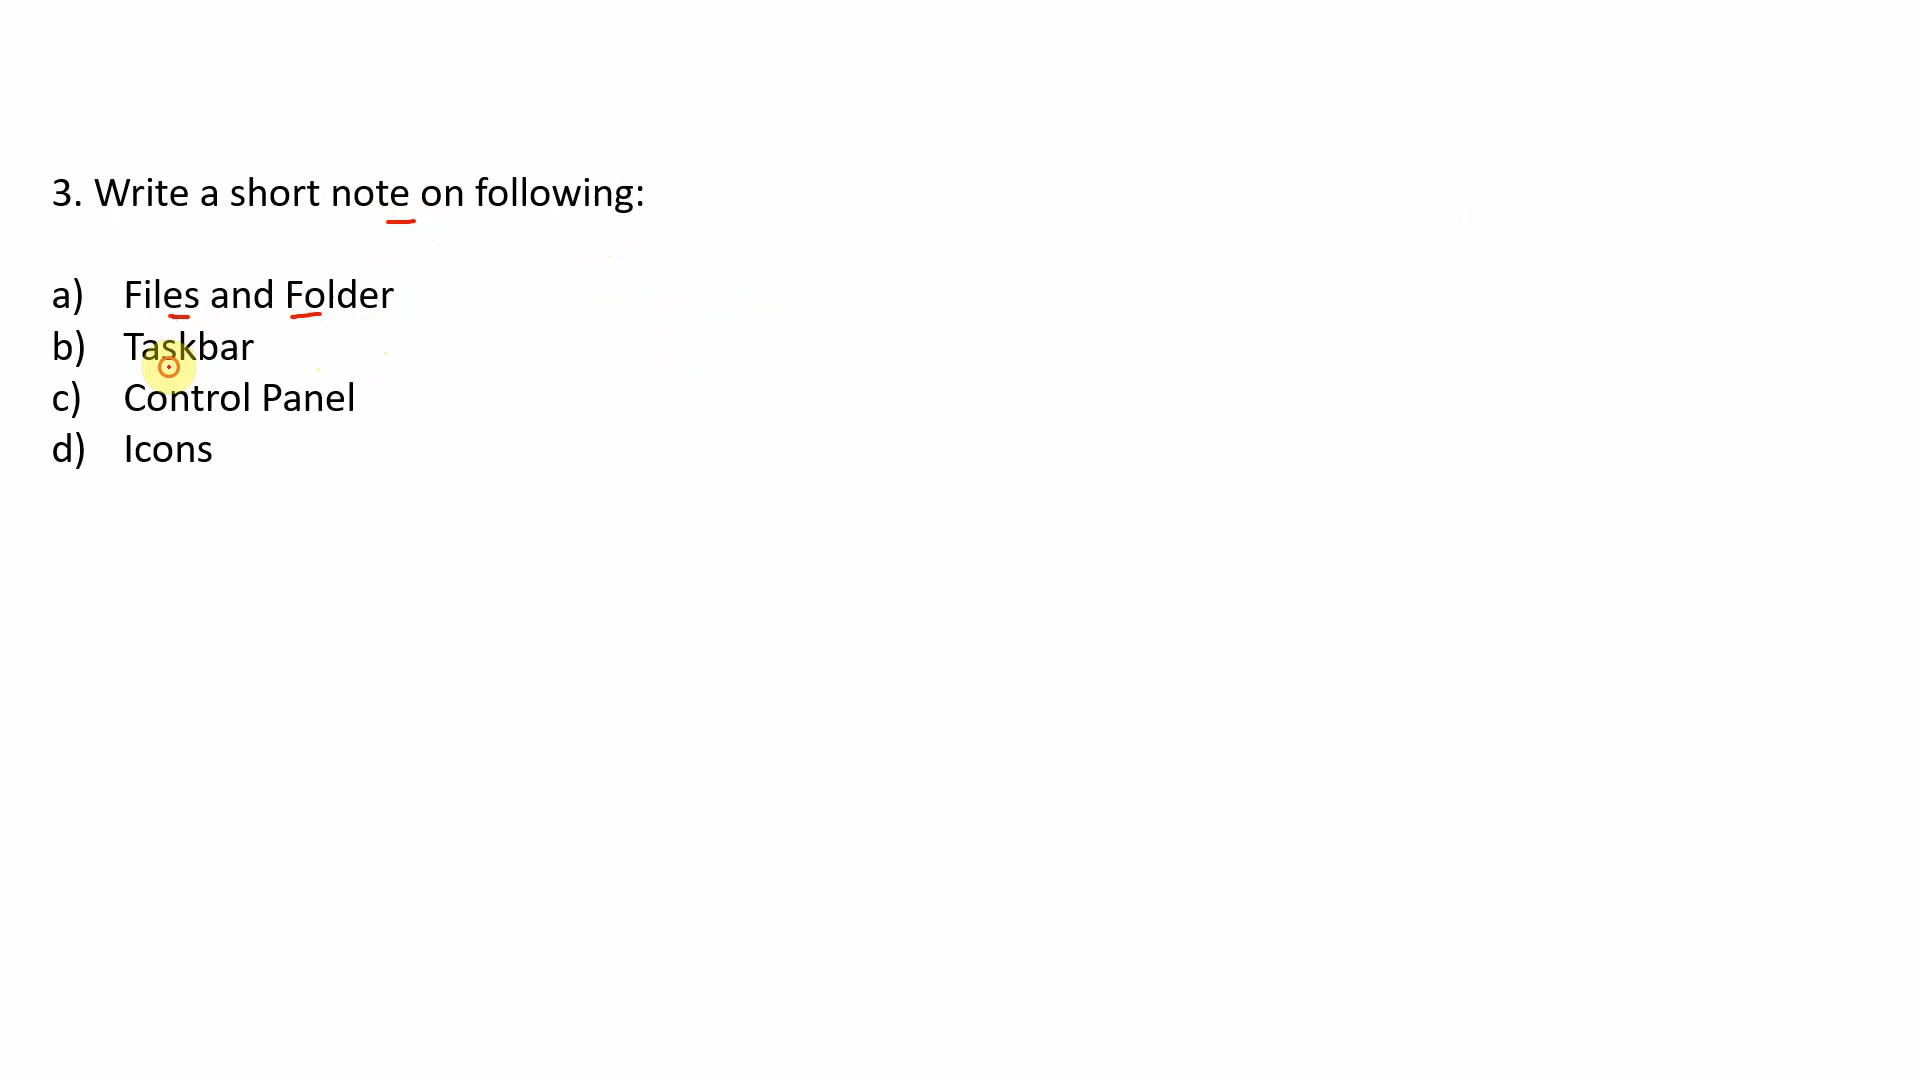 3. Write a short note on following:
a) Files and Folder
b) Taskbar
c) Control Panel
d) Icons